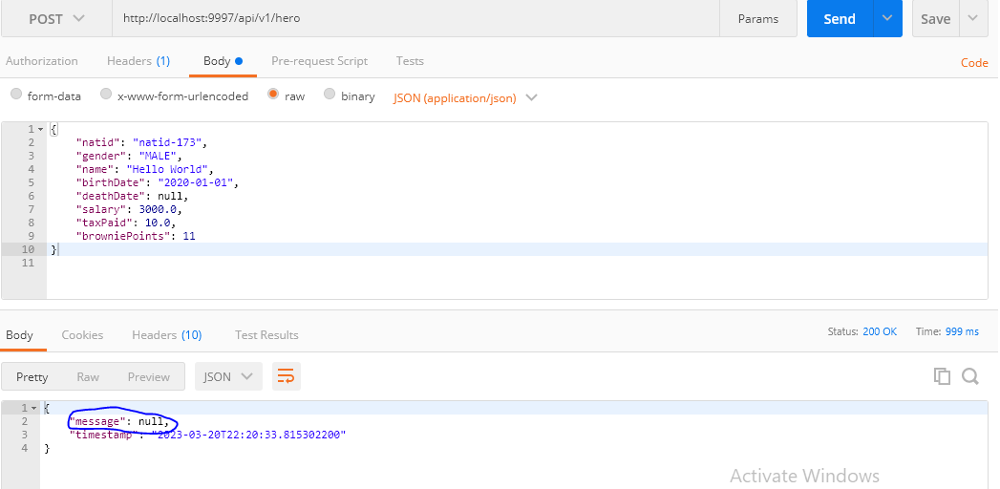 POST http://localhost:9997/api/v1/hero Params Send Save
Authorization Headers (1) Body Pre-request Script Tests Code
form-data x-www-form-urlencoded raw binary JSON (application/json)
1 {
2 "natid": "natid-173",
3 "gender": "MALE",
4 "name": "Hello World",
5 "birthDate": "2020-01-01",
6 "deathDate": null,
7 "salary": 3000.0,
8 "taxPaid": 10.0,
9 "browniePoints": 11
10 }
11
Body Cookies Headers (10) Test Results Status: 200 OK Time: 999 ms
Pretty Raw Preview JSON
1 {
2 "message": null,
3 "timestamp": "2023-03-20T22:20:33.815302200"
4 }
Activate Windows